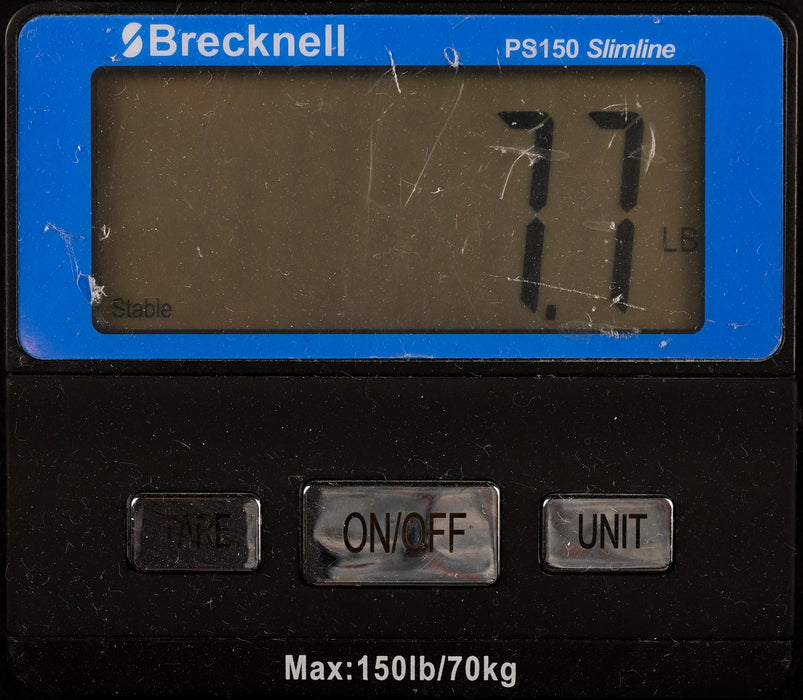 Brecknell PS150 Slimline
7.7 LB
Stable
TARE ON/OFF UNIT
Max:150lb/70kg